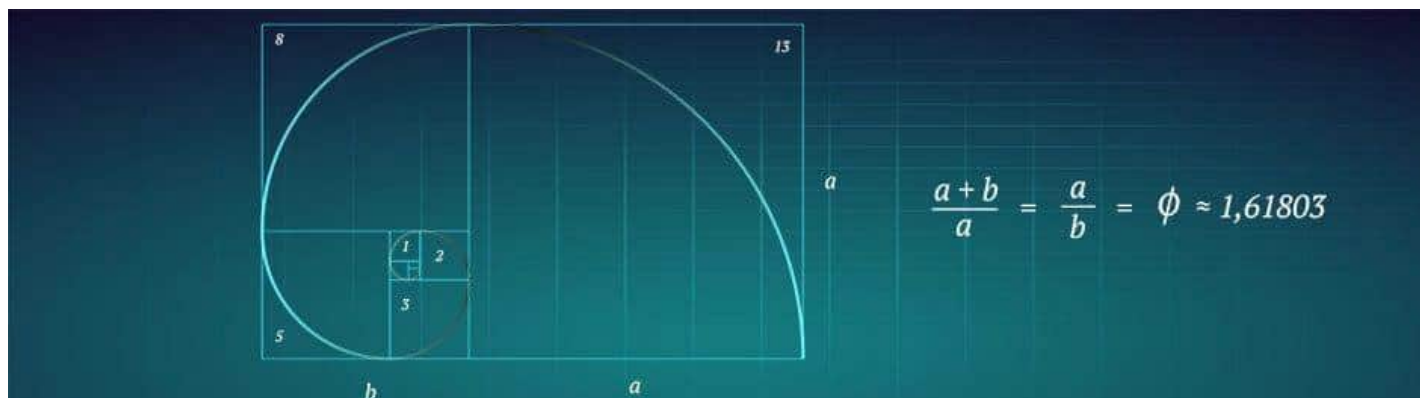 8
13
a
1
2
3
5
b
a
a + b / a = a / b = ϕ ≈ 1,61803